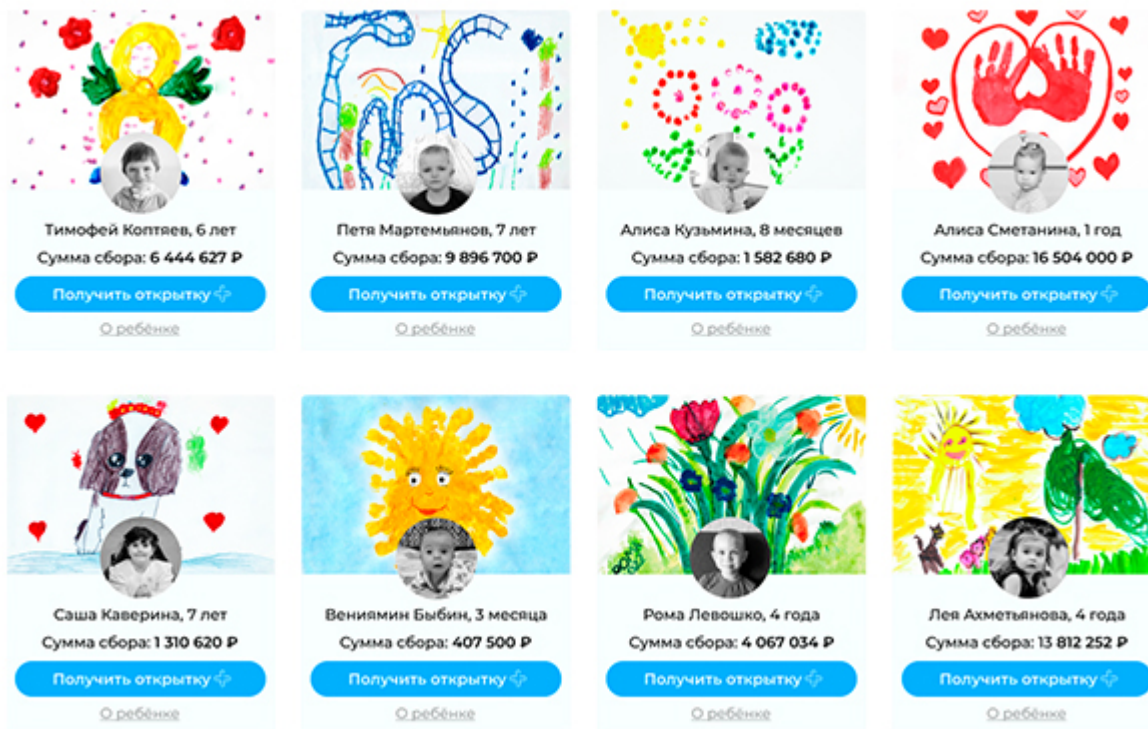 Тимофей Коптяев, 6 лет
Сумма сбора: 6 444 627 ₽
Получить открытку
О ребёнке
Петя Мартемьянов, 7 лет
Сумма сбора: 9 896 700 ₽
Получить открытку
О ребёнке
Алиса Кузьмина, 8 месяцев
Сумма сбора: 1 582 680 ₽
Получить открытку
О ребёнке
Алиса Сметанина, 1 год
Сумма сбора: 16 504 000 ₽
Получить открытку
О ребёнке
Саша Каверина, 7 лет
Сумма сбора: 1 310 620 ₽
Получить открытку
О ребёнке
Вениямин Быбин, 3 месяца
Сумма сбора: 407 500 ₽
Получить открытку
О ребёнке
Рома Левошко, 4 года
Сумма сбора: 4 067 034 ₽
Получить открытку
О ребёнке
Лея Ахметьянова, 4 года
Сумма сбора: 13 812 252 ₽
Получить открытку
О ребёнке